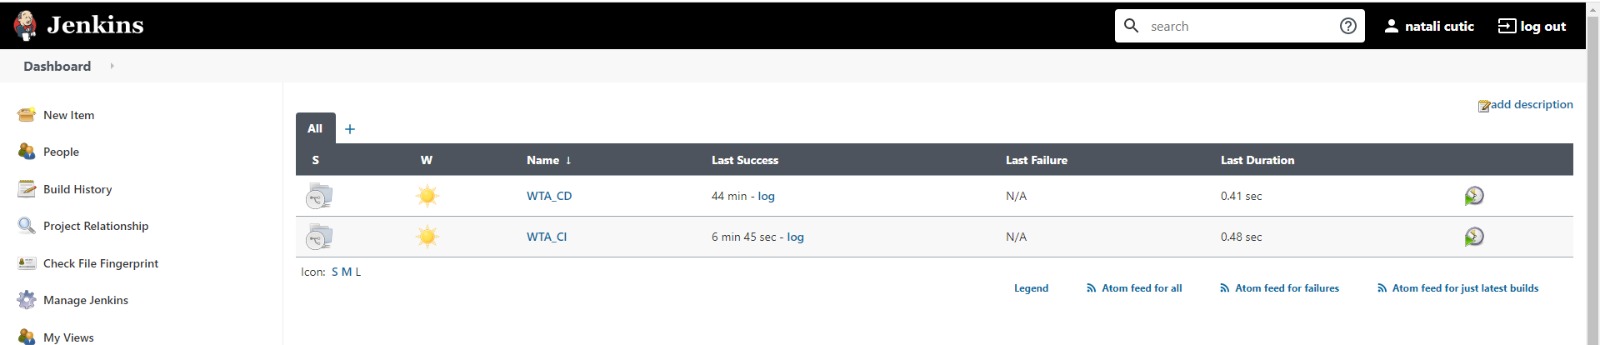 Jenkins
search
natali cutic
log out
Dashboard
New Item
People
Build History
Project Relationship
Check File Fingerprint
Manage Jenkins
My Views
add description
All +
S W Name ↓ Last Success Last Failure Last Duration
WTA_CD 44 min - log N/A 0.41 sec
WTA_CI 6 min 45 sec - log N/A 0.48 sec
Icon: S M L
Legend Atom feed for all Atom feed for failures Atom feed for just latest builds